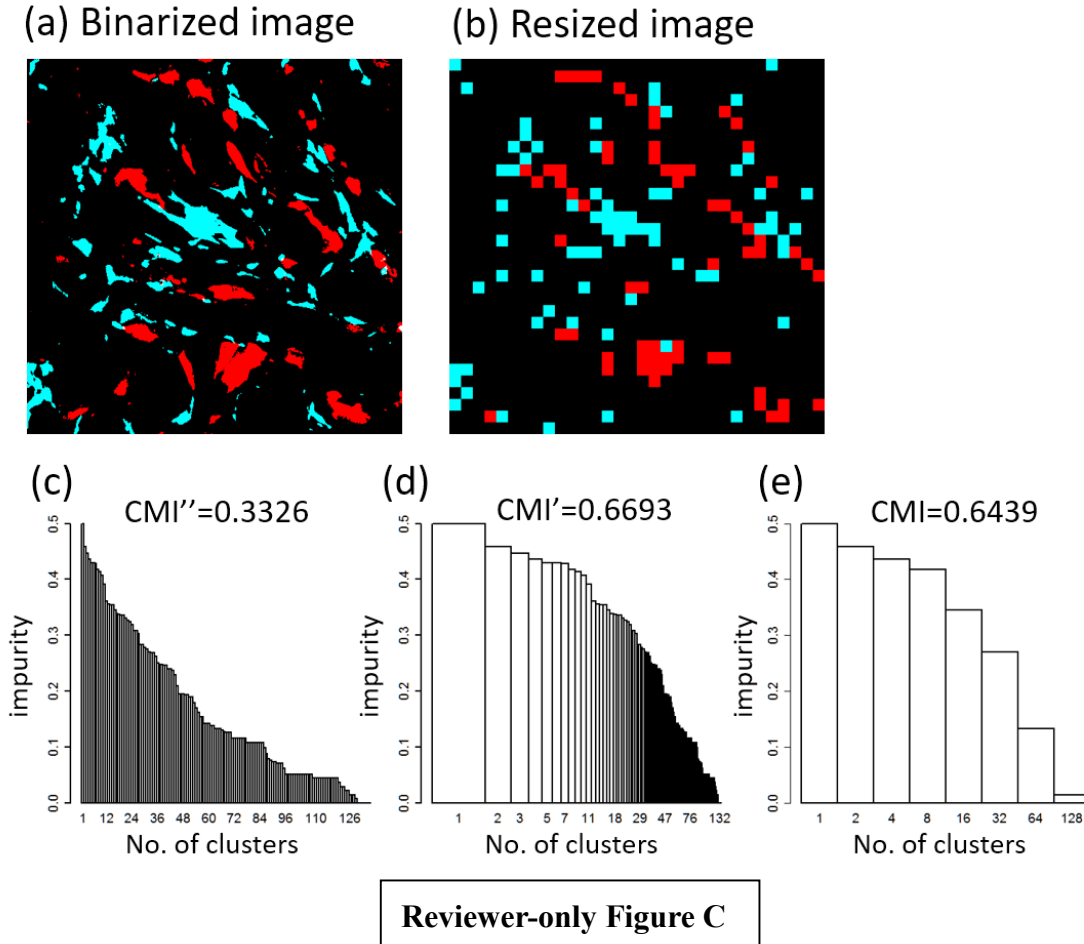 (a) Binarized image
(b) Resized image
(c)
CMI’’=0.3326
impurity
0.5
0.4
0.3
0.2
0.1
0.0
1 12 24 36 48 60 72 84 96 110 126
No. of clusters
(d)
CMI’=0.6693
impurity
0.5
0.4
0.3
0.2
0.1
0.0
1 2 3 5 7 11 18 29 47 76 132
No. of clusters
(e)
CMI=0.6439
impurity
0.5
0.4
0.3
0.2
0.1
0.0
1 2 4 8 16 32 64 128
No. of clusters
Reviewer-only Figure C